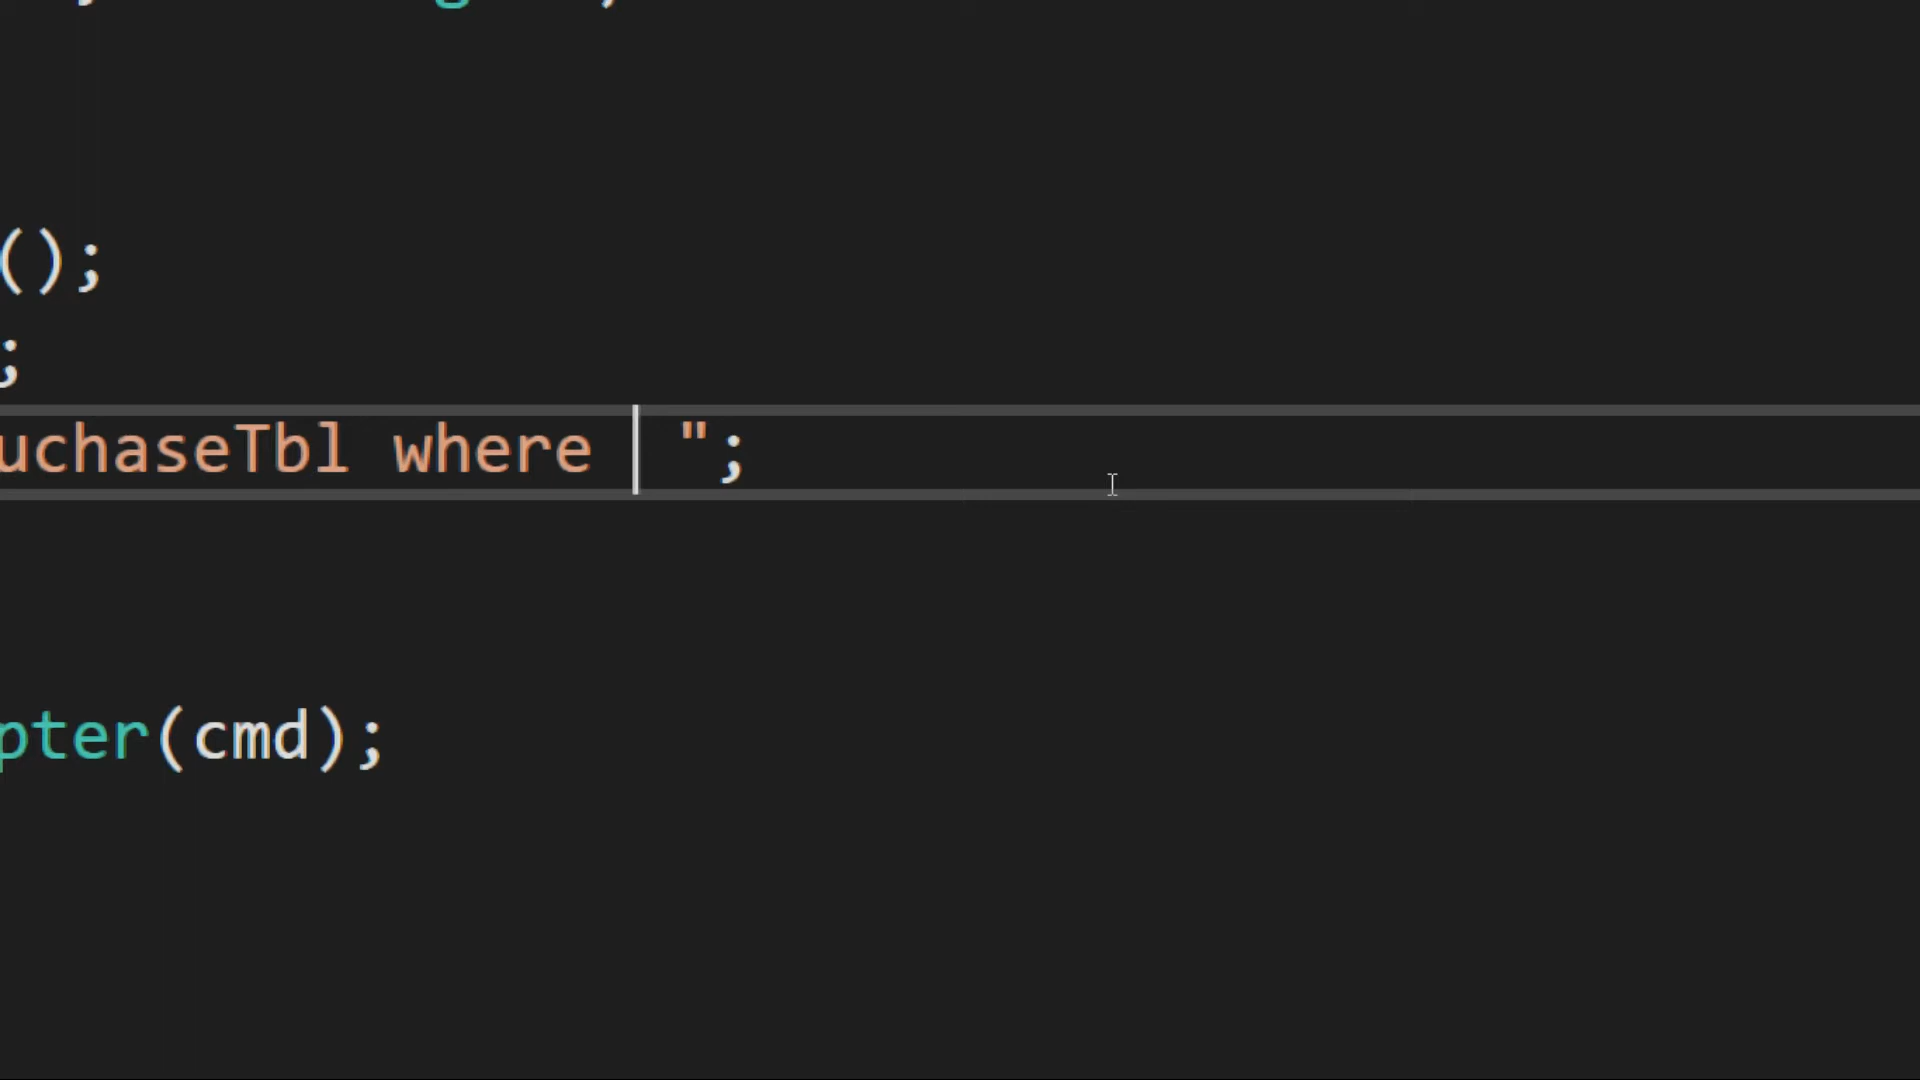 ();
;
uchaseTbl where  ";
pter(cmd);